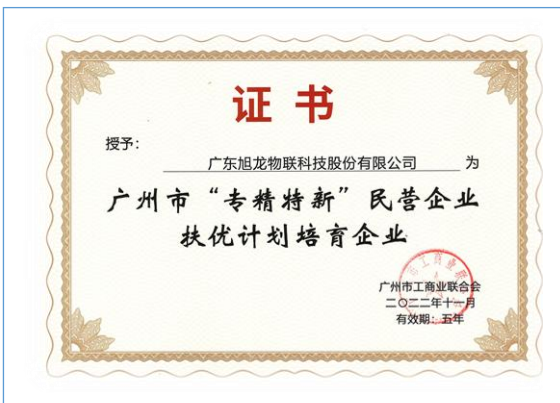 证书
授予：
广东旭龙物联科技股份有限公司 为
广州市“专精特新”民营企业
扶优计划培育企业
广州市工商业联合会
二〇二二年十一月
有效期：五年